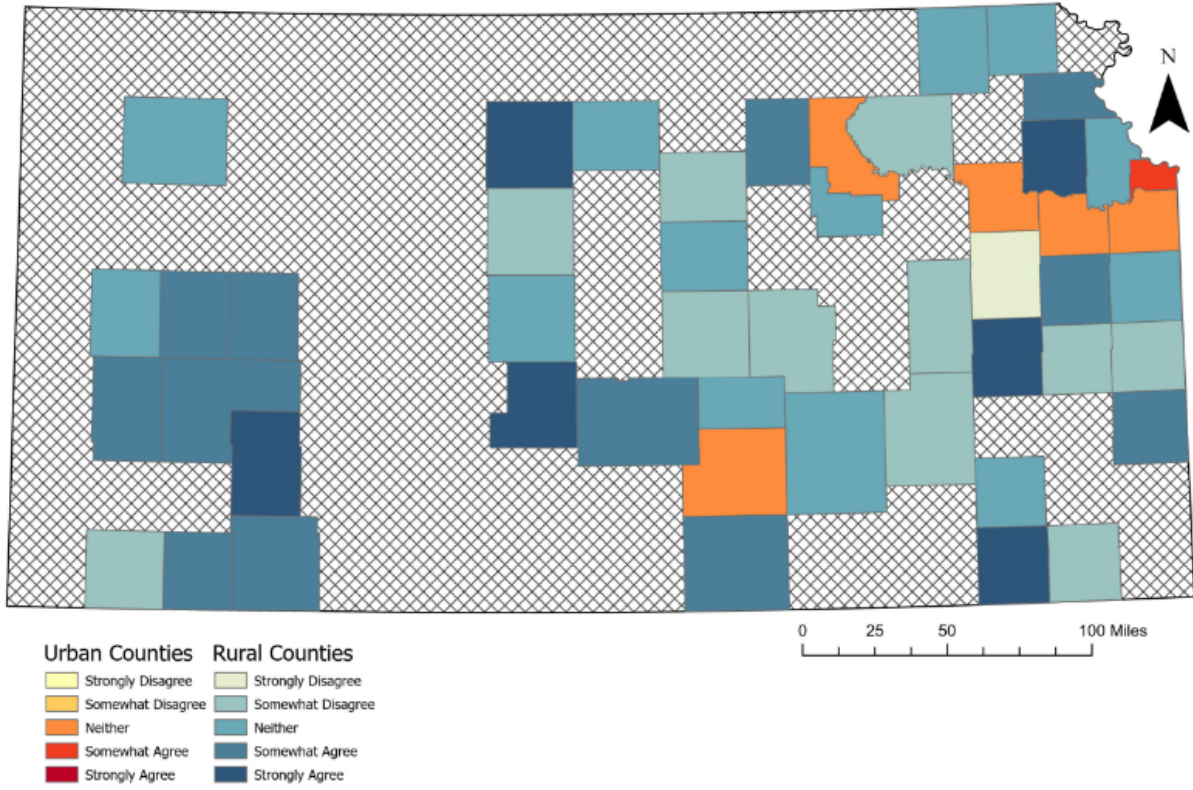 N
0 25 50 100 Miles
Urban Counties Rural Counties
Strongly Disagree Strongly Disagree
Somewhat Disagree Somewhat Disagree
Neither Neither
Somewhat Agree Somewhat Agree
Strongly Agree Strongly Agree